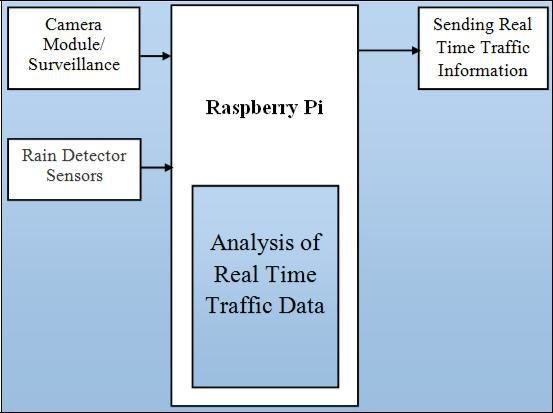 Camera
Module/
Surveillance
Rain Detector
Sensors
Raspberry Pi
Analysis of
Real Time
Traffic Data
Sending Real
Time Traffic
Information